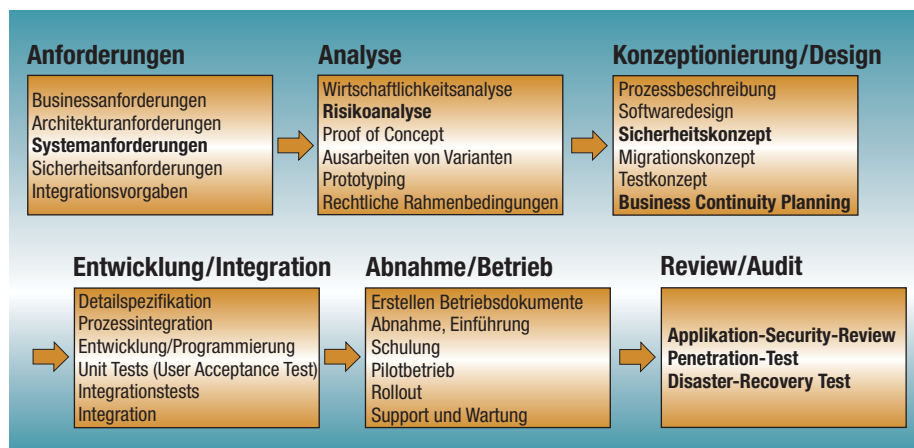 Anforderungen
Businessanforderungen
Architekturanforderungen
Systemanforderungen
Sicherheitsanforderungen
Integrationsvorgaben
Analyse
Wirtschaftlichkeitsanalyse
Risikoanalyse
Proof of Concept
Ausarbeiten von Varianten
Prototyping
Rechtliche Rahmenbedingungen
Konzeptionierung/Design
Prozessbeschreibung
Softwaredesign
Sicherheitskonzept
Migrationskonzept
Testkonzept
Business Continuity Planning
Entwicklung/Integration
Detailspezifikation
Prozessintegration
Entwicklung/Programmierung
Unit Tests (User Acceptance Test)
Integrationstests
Integration
Abnahme/Betrieb
Erstellen Betriebsdokumente
Abnahme, Einführung
Schulung
Pilotbetrieb
Rollout
Support und Wartung
Review/Audit
Applikation-Security-Review
Penetration-Test
Disaster-Recovery Test